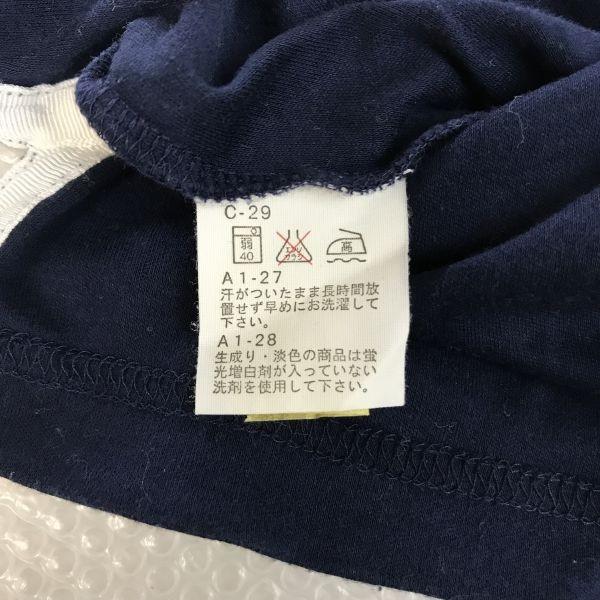 C-29
弱 40 エンソ サラシ 高
A1-27
汗がついたまま長時間放
置せず早めにお洗濯して
下さい。
A1-28
生成り・淡色の商品は蛍
光増白剤が入っていない
洗剤を使用して下さい。